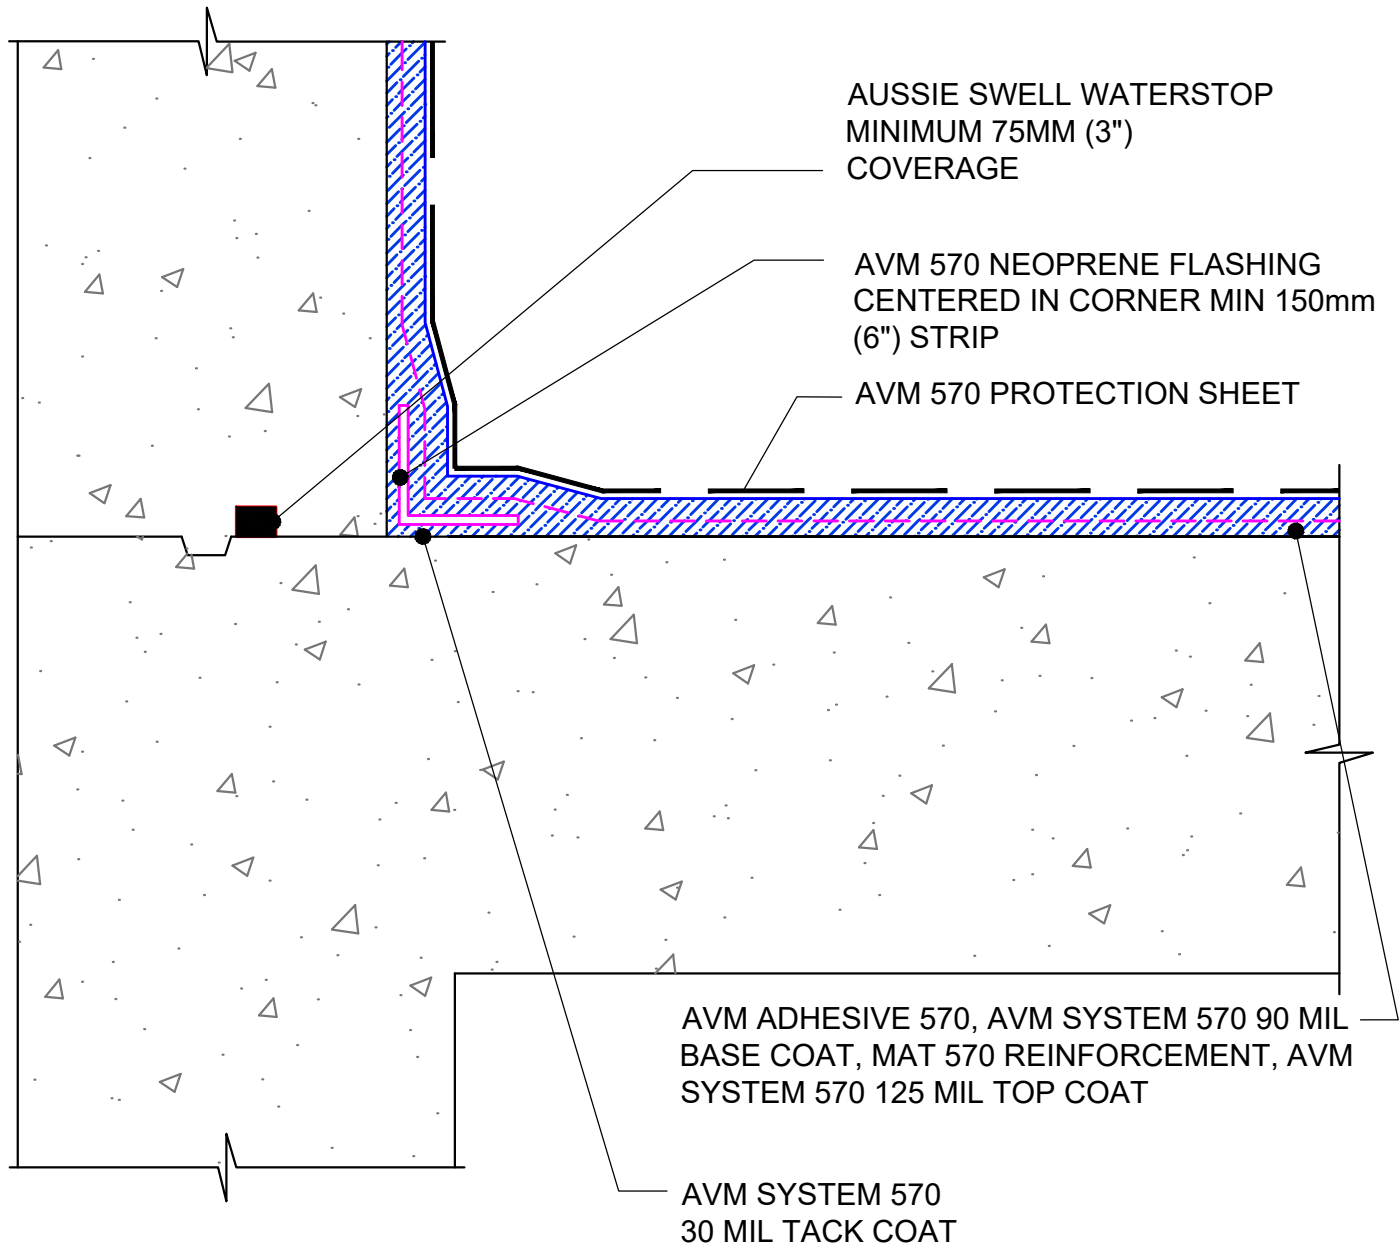 AUSSIE SWELL WATERSTOP
MINIMUM 75MM (3")
COVERAGE
AVM 570 NEOPRENE FLASHING
CENTERED IN CORNER MIN 150mm
(6") STRIP
AVM 570 PROTECTION SHEET
AVM ADHESIVE 570, AVM SYSTEM 570 90 MIL
BASE COAT, MAT 570 REINFORCEMENT, AVM
SYSTEM 570 125 MIL TOP COAT
AVM SYSTEM 570
30 MIL TACK COAT